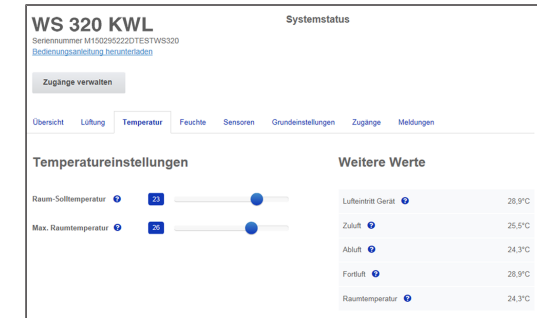 WS 320 KWL
Systemstatus
Seriennummer M150295222DTESTWS320
Bedienungsanleitung herunterladen
Zugänge verwalten
Übersicht Lüftung Temperatur Feuchte Sensoren Grundeinstellungen Zugänge Meldungen
Temperatureinstellungen
Raum-Solltemperatur ? 23
Max. Raumtemperatur ? 26
Weitere Werte
Lufteintritt Gerät ? 28,9°C
Zuluft ? 25,5°C
Abluft ? 24,3°C
Fortluft ? 28,9°C
Raumtemperatur ? 24,3°C